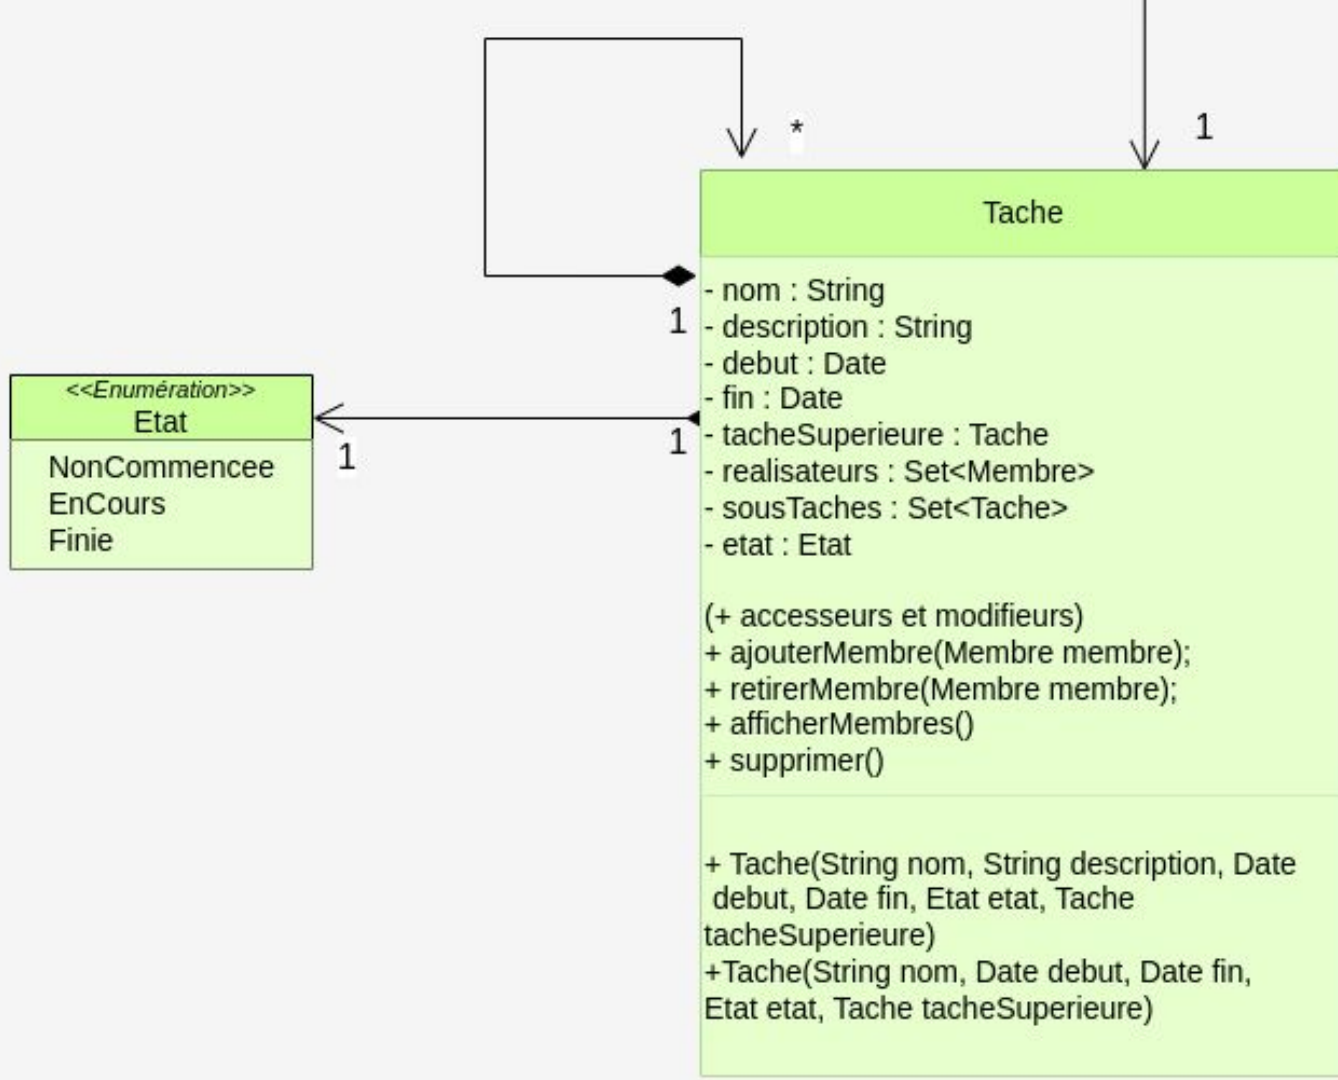 *
1
Tache
- nom : String
1
- description : String
- debut : Date
<<Enumération>>
- fin : Date
Etat
1
1
- tacheSuperieure : Tache
NonCommencee
- realisateurs : Set<Membre>
EnCours
- sousTaches : Set<Tache>
Finie
- etat : Etat
(+ accesseurs et modifieurs)
+ ajouterMembre(Membre membre);
+ retirerMembre(Membre membre);
+ afficherMembres()
+ supprimer()
+ Tache(String nom, String description, Date
debut, Date fin, Etat etat, Tache
tacheSuperieure)
+Tache(String nom, Date debut, Date fin,
Etat etat, Tache tacheSuperieure)